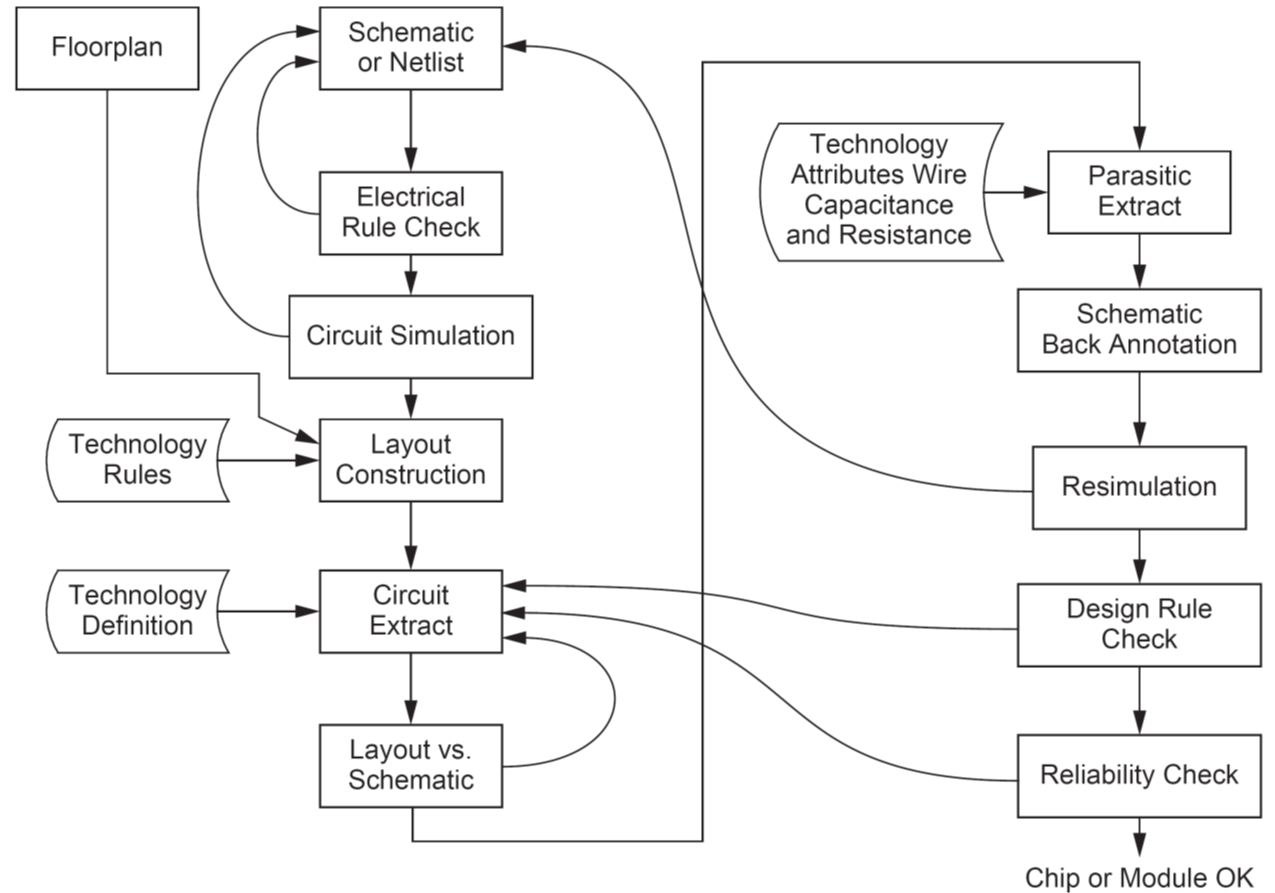 Floorplan
Schematic
or Netlist
Electrical
Rule Check
Circuit Simulation
Technology
Rules
Layout
Construction
Technology
Definition
Circuit
Extract
Layout vs.
Schematic
Technology
Attributes Wire
Capacitance
and Resistance
Parasitic
Extract
Schematic
Back Annotation
Resimulation
Design Rule
Check
Reliability Check
Chip or Module OK